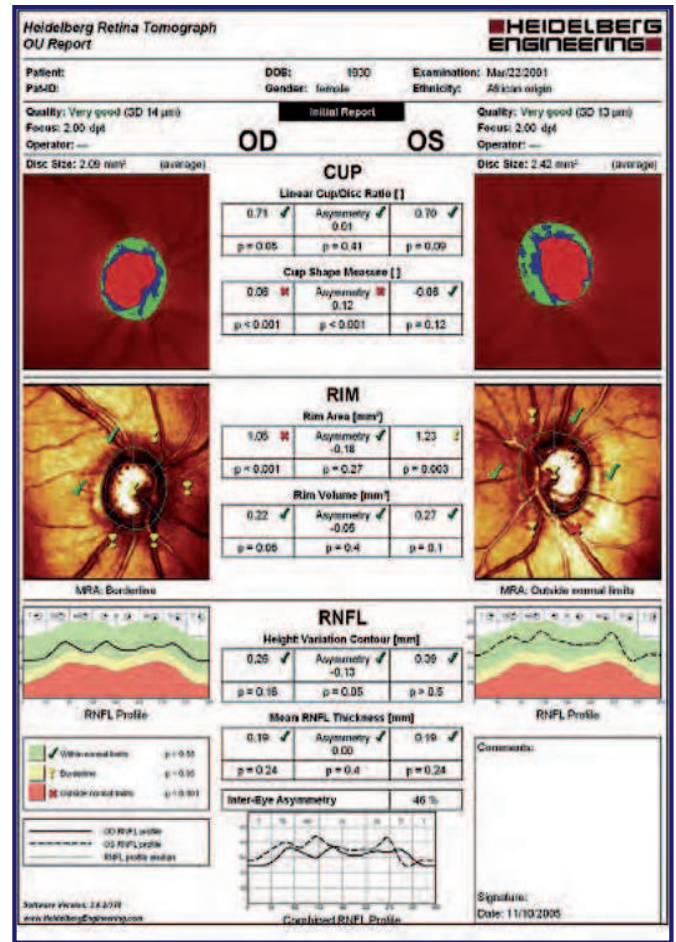 Heidelberg Retina Tomograph
OU Report
HEIDELBERG
ENGINEERING
Patient: DOB: 1930 Examination: Mar/22/2001
Pat-ID: Gender: female Ethnicity: African origin
Initial Report
Quality: Very good (SD 14 µm)
Focus: 2.00 dpt
Operator: ---
OD
OS
Quality: Very good (SD 13 µm)
Focus: 2.00 dpt
Operator: ---
Disc Size: 2.09 mm² (average)
Disc Size: 2.42 mm² (average)
CUP
Linear Cup/Disc Ratio [ ]
0.71 Asymmetry 0.70
0.01
p = 0.05 p = 0.41 p = 0.09
Cup Shape Measure [ ]
0.06 Asymmetry -0.06
0.12
p < 0.001 p < 0.001 p = 0.12
RIM
Rim Area [mm²]
1.05 Asymmetry 1.23
-0.18
p < 0.001 p = 0.27 p = 0.003
Rim Volume [mm³]
0.22 Asymmetry 0.27
-0.05
p = 0.06 p = 0.4 p = 0.1
MRA: Borderline
MRA: Outside normal limits
RNFL
Height Variation Contour [mm]
0.26 Asymmetry 0.39
-0.13
p = 0.16 p = 0.05 p > 0.5
RNFL Profile
RNFL Profile
Mean RNFL Thickness [mm]
0.19 Asymmetry 0.19
0.00
p = 0.24 p = 0.4 p = 0.24
Within normal limits
Borderline
Outside normal limits p < 0.001
Inter-Eye Asymmetry 46 %
OD RNFL profile
OS RNFL profile
RNFL profile median
Combined RNFL Profile
Comments:
Signature:
Date: 11/10/2005
Software Version:
www.HeidelbergEngineering.com